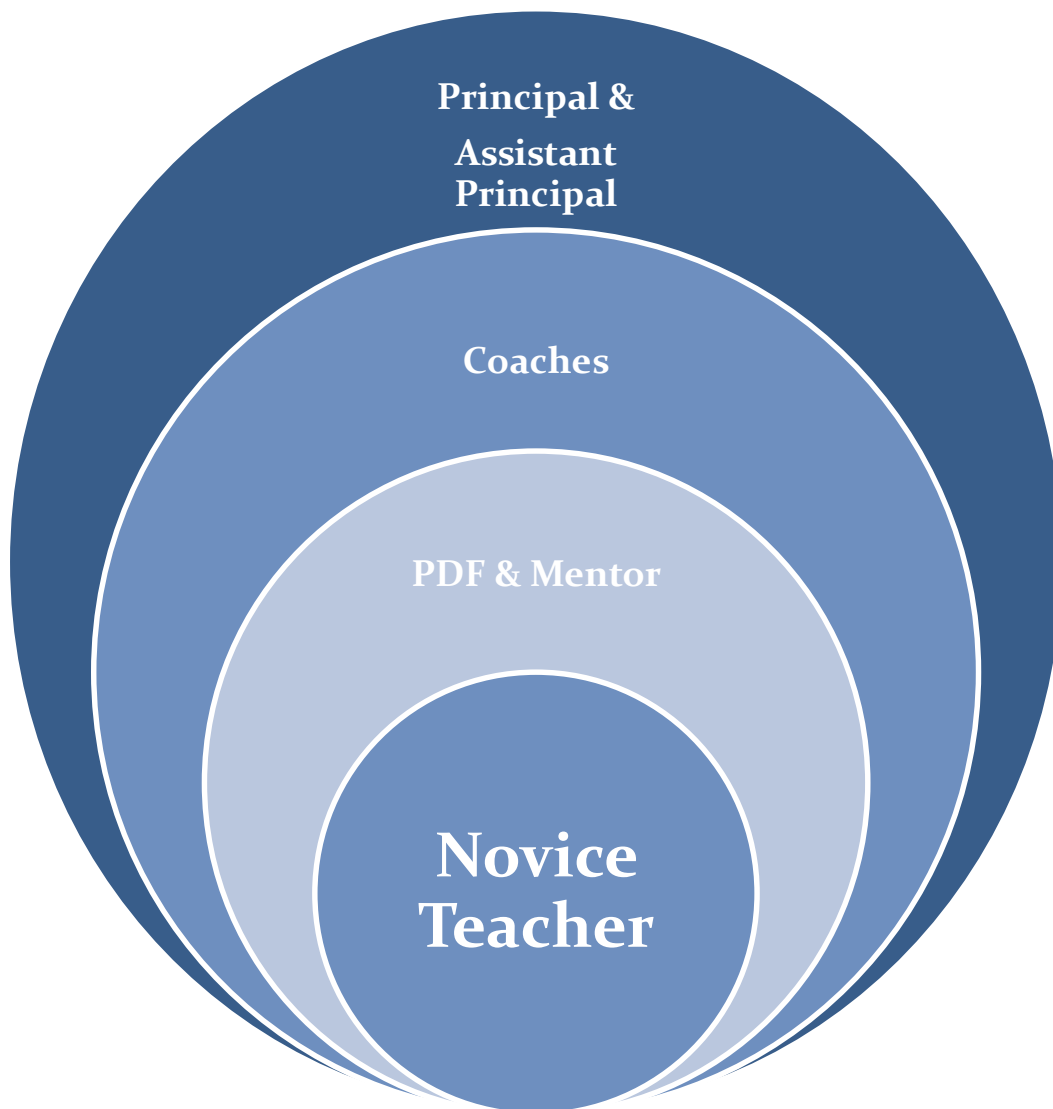 Principal &
Assistant
Principal
Coaches
PDF & Mentor
Novice
Teacher